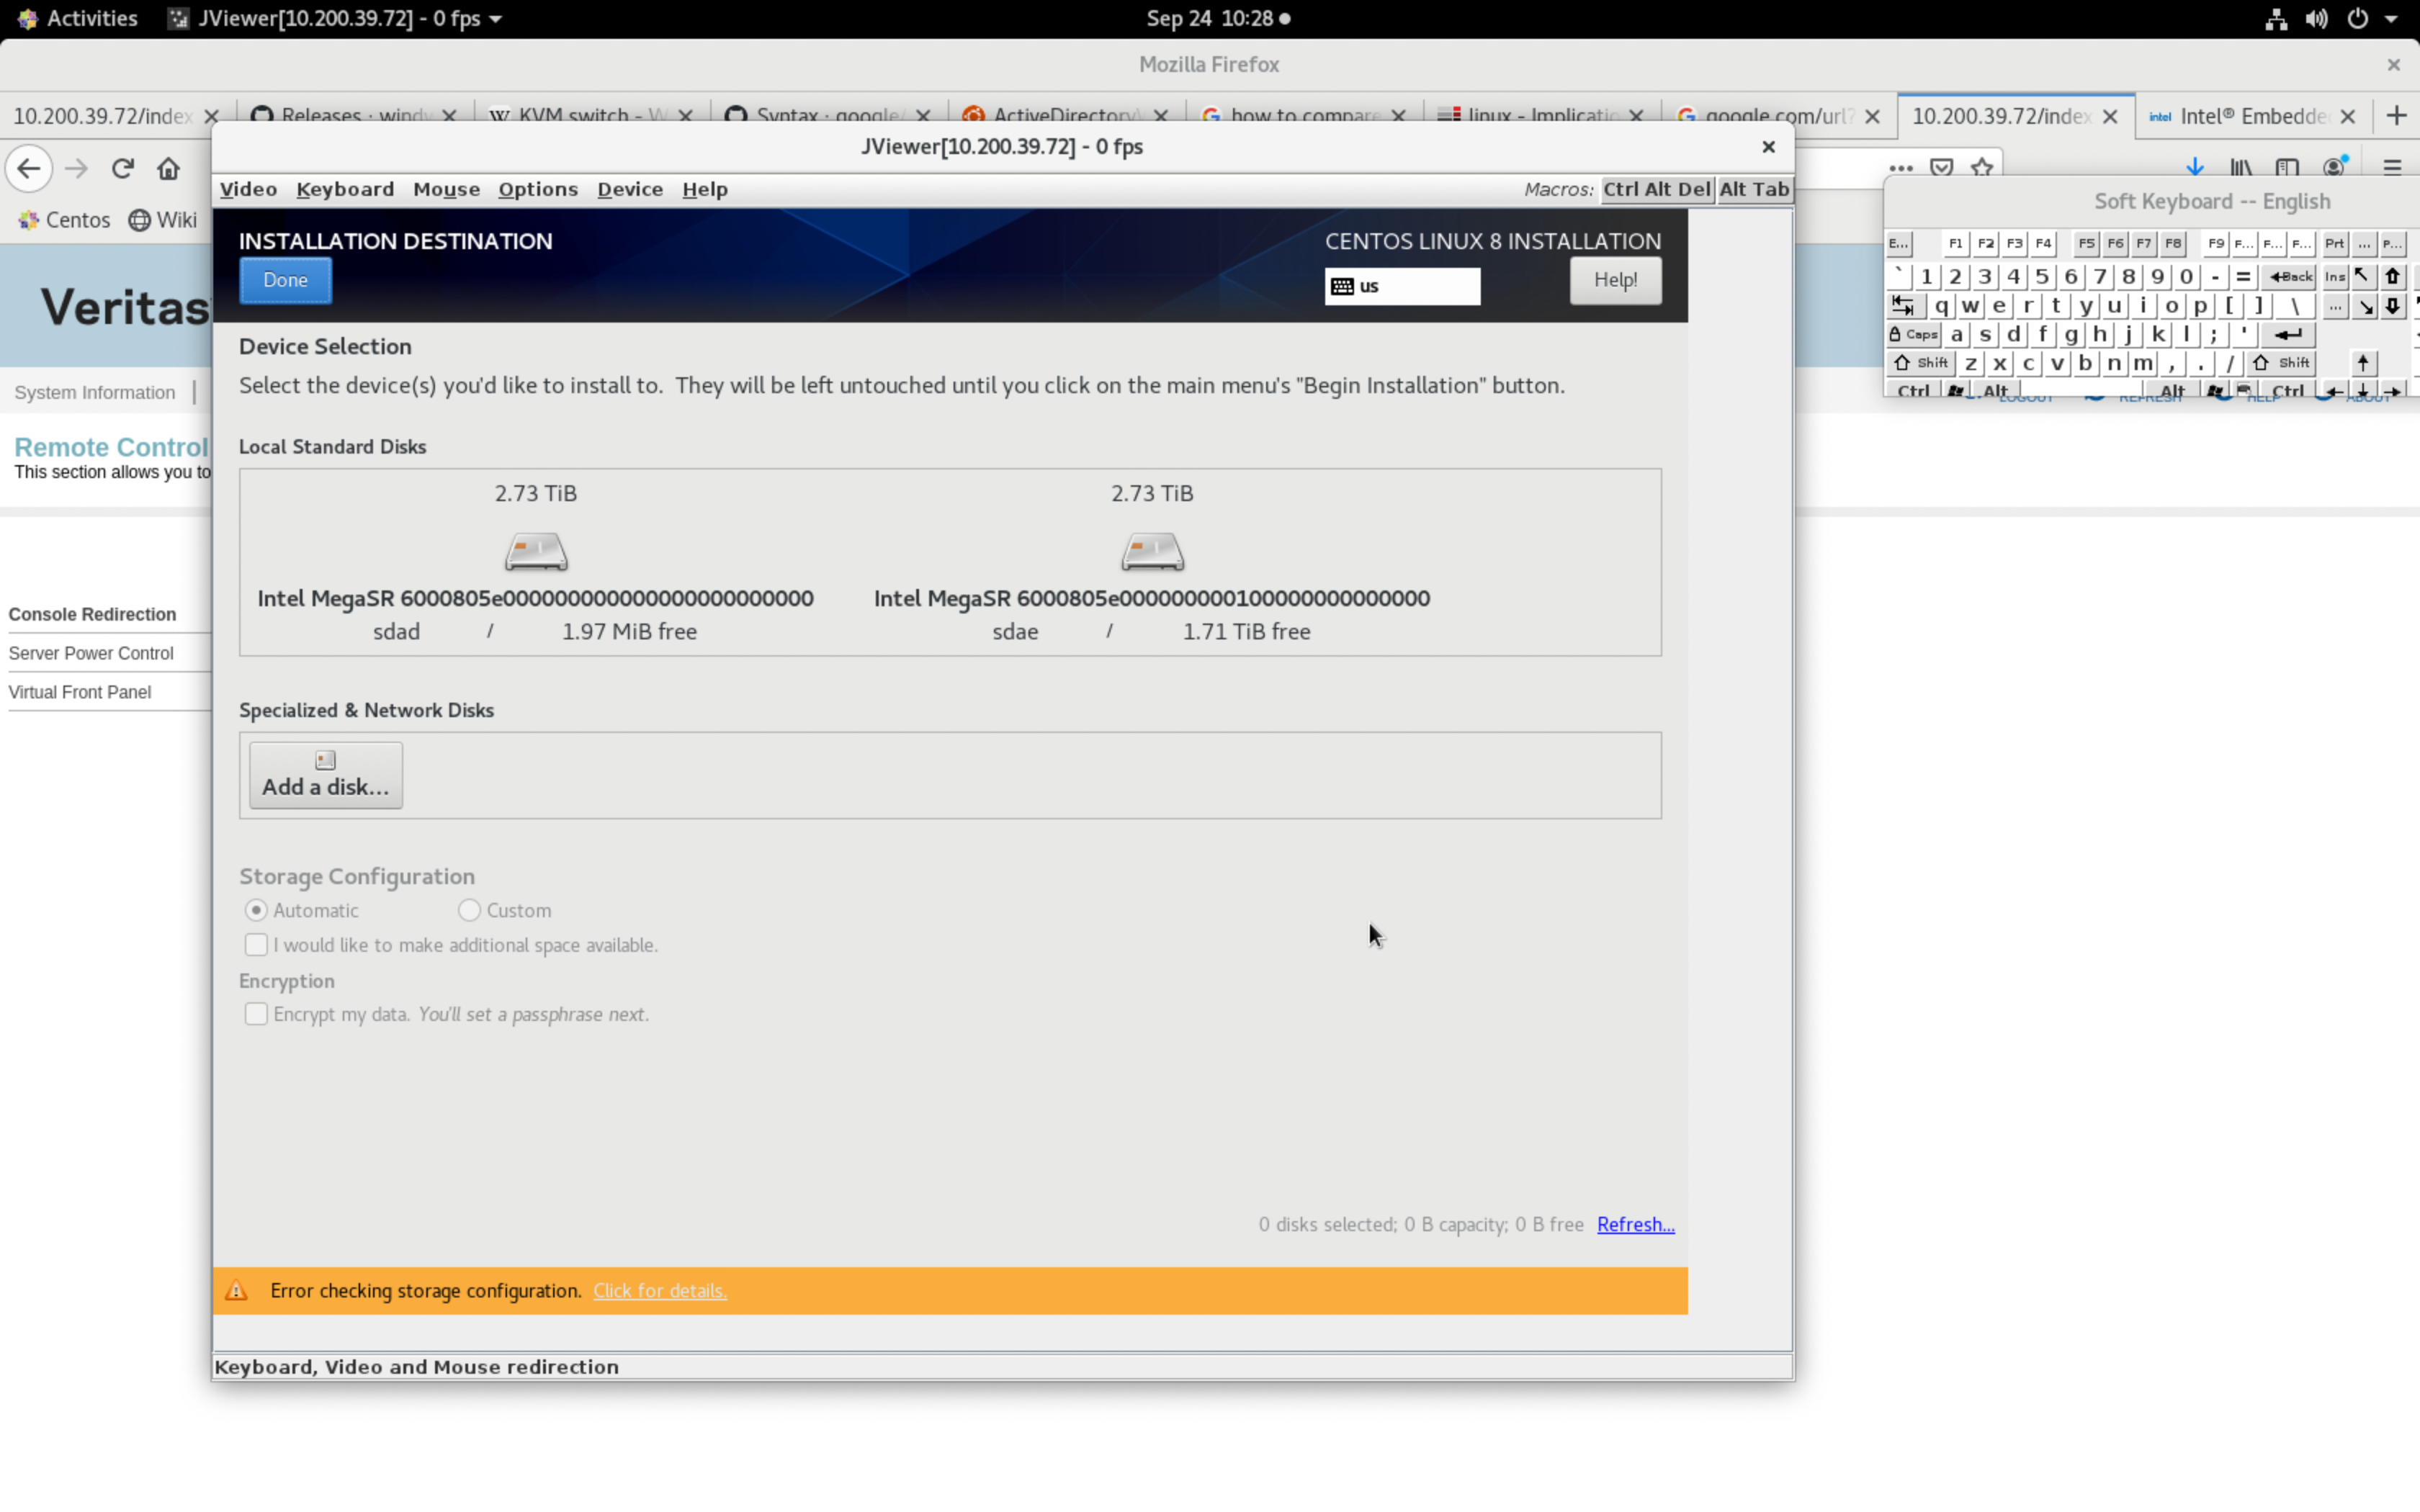 Activities JViewer[10.200.39.72] - 0 fps Sep 24 10:28
Mozilla Firefox
10.200.39.72/index Releases · wind KVM switch - W Syntax · google/ ActiveDirectory how to compare linux - Implicati google.com/url? 10.200.39.72/index intel Intel® Embedde
JViewer[10.200.39.72] - 0 fps
Video Keyboard Mouse Options Device Help Macros: Ctrl Alt Del Alt Tab
Centos Wiki
Soft Keyboard -- English
E... F1 F2 F3 F4 F5 F6 F7 F8 F9 F... F... F... Prt ... P...
` 1 2 3 4 5 6 7 8 9 0 - = Back Ins
q w e r t y u i o p [ ] \ ...
Caps a s d f g h j k l ; '
Shift z x c v b n m , . / Shift
Ctrl Alt Alt Ctrl
LOGOUT REFRESH HELP ABOUT
Veritas
System Information
Remote Control
This section allows you to
Console Redirection
Server Power Control
Virtual Front Panel
INSTALLATION DESTINATION CENTOS LINUX 8 INSTALLATION
Done us Help!
Device Selection
Select the device(s) you'd like to install to. They will be left untouched until you click on the main menu's "Begin Installation" button.
Local Standard Disks
2.73 TiB 2.73 TiB
Intel MegaSR 6000805e000000000000000000000000 Intel MegaSR 6000805e000000000100000000000000
sdad / 1.97 MiB free sdae / 1.71 TiB free
Specialized & Network Disks
Add a disk...
Storage Configuration
Automatic Custom
I would like to make additional space available.
Encryption
Encrypt my data. You'll set a passphrase next.
0 disks selected; 0 B capacity; 0 B free Refresh...
Error checking storage configuration. Click for details.
Keyboard, Video and Mouse redirection